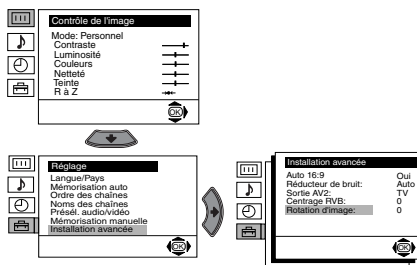 Contrôle de l'image
Mode: Personnel
Contraste
Luminosité
Couleurs
Netteté
Teinte
R à Z
OK
Réglage
Langue/Pays
Mémorisation auto
Ordre des chaînes
Noms des chaînes
Présél. audio/vidéo
Mémorisation manuelle
Installation avancée
OK
Installation avancée
Auto 16:9 Oui
Réducteur de bruit: Auto
Sortie AV2: TV
Centrage RVB: 0
Rotation d'image: 0
OK